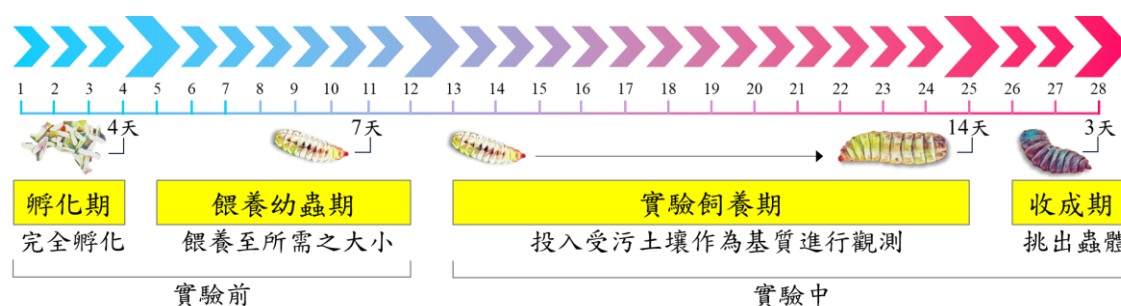 1 2 3 4 5 6 7 8 9 10 11 12 13 14 15 16 17 18 19 20 21 22 23 24 25 26 27 28
4天 7天 14天 3天
孵化期 餵養幼蟲期 實驗飼養期 收成期
完全孵化 餵養至所需之大小 投入受污土壤作為基質進行觀測 挑出蟲體
實驗前 實驗中